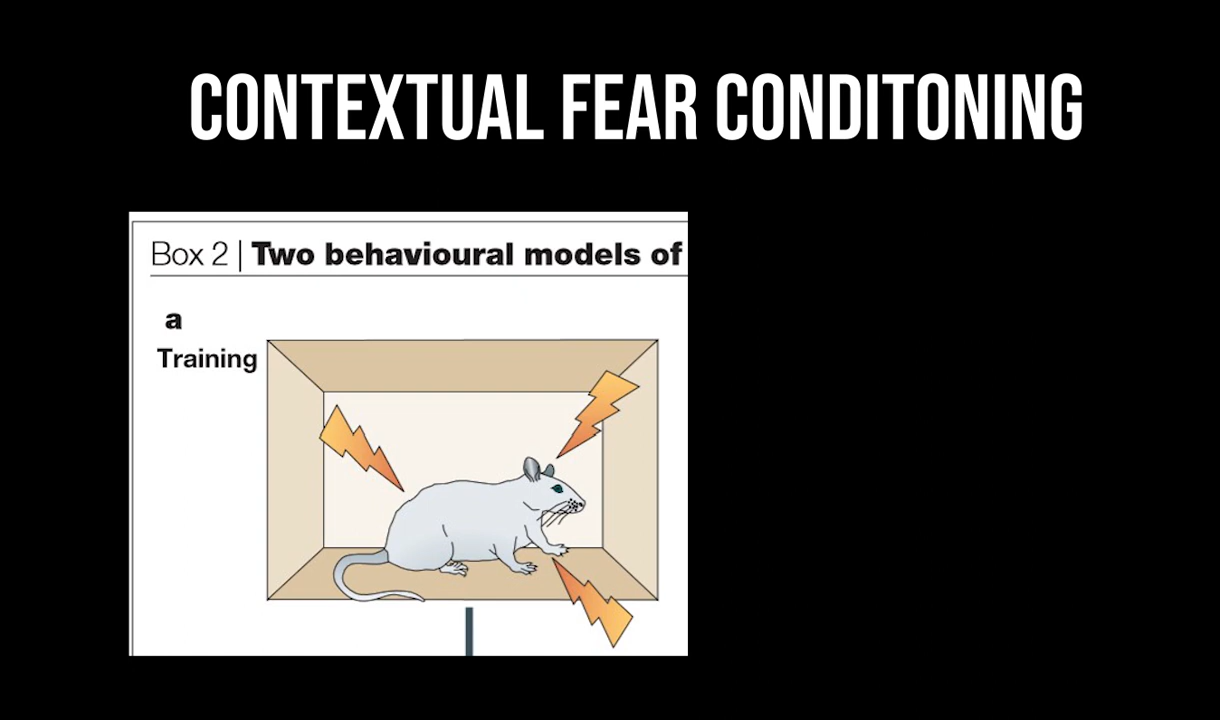 CONTEXTUAL FEAR CONDITONING
Box 2 | Two behavioural models of
a
Training